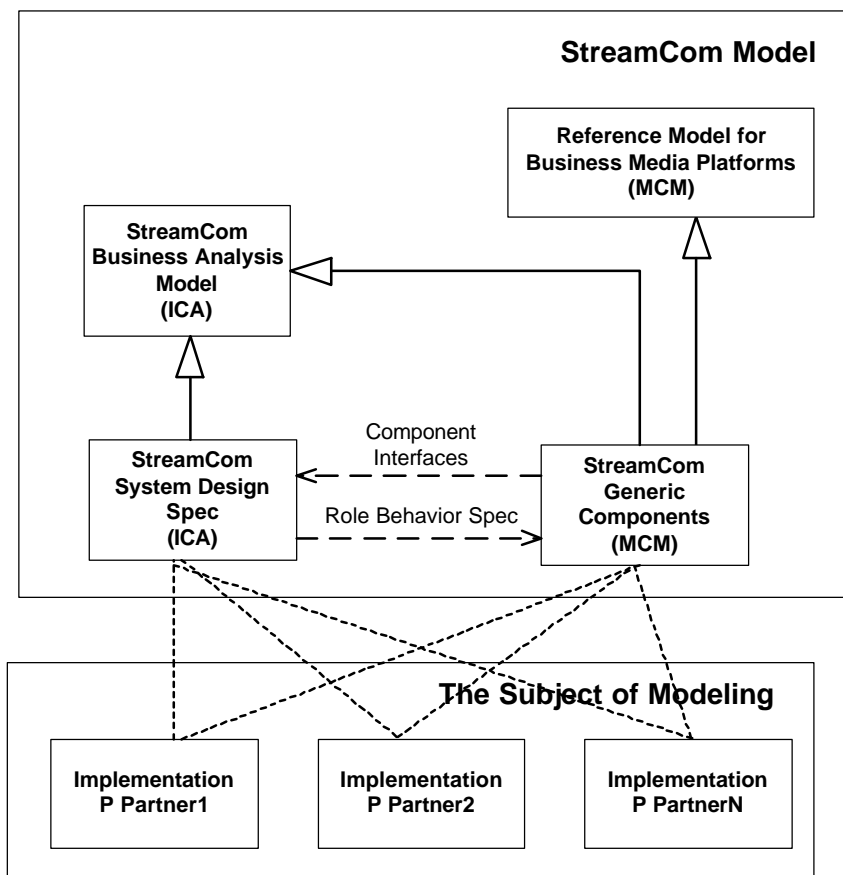 StreamCom Model
Reference Model for
Business Media Platforms
(MCM)
StreamCom
Business Analysis
Model
(ICA)
Component
Interfaces
StreamCom
System Design
Spec
(ICA)
Role Behavior Spec
StreamCom
Generic
Components
(MCM)
The Subject of Modeling
Implementation
P Partner1
Implementation
P Partner2
Implementation
P PartnerN